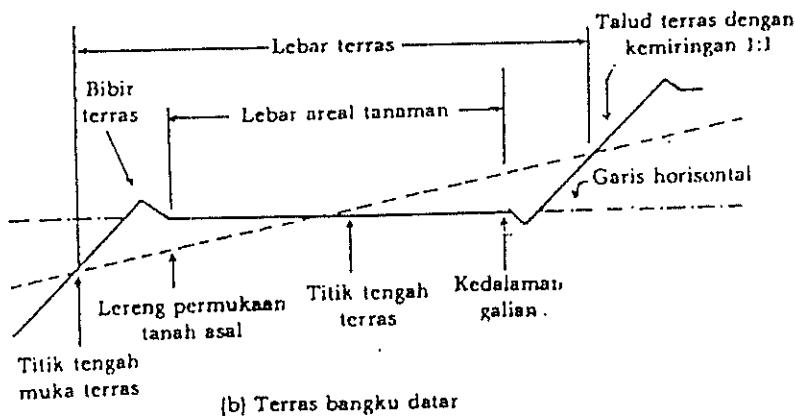 Talud terras dengan
kemiringan 1:1
Lebar terras
Bibir
terras
Lebar areal tanaman
Garis horisontal
Lereng permukaan
tanah asal
Titik tengah
terras
Kedalaman
galian .
Titik tengah
muka terras
(b) Terras bangku datar